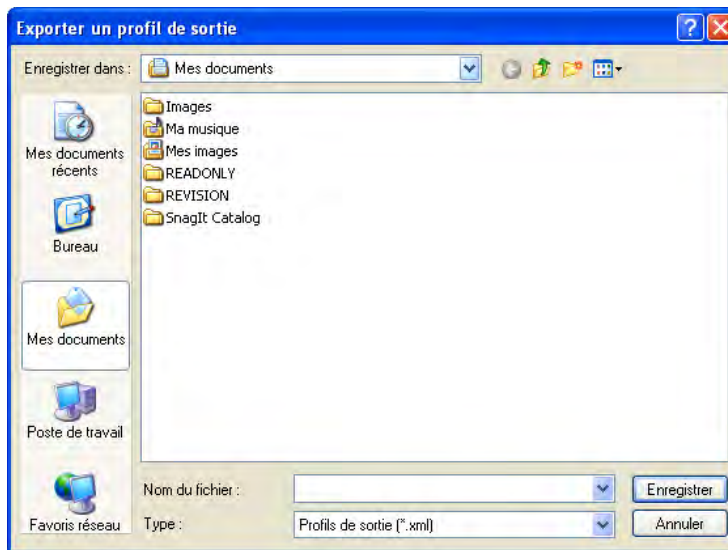 Exporter un profil de sortie
Enregistrer dans :
Mes documents
Mes documents
récents
Bureau
Mes documents
Poste de travail
Favoris réseau
Images
Ma musique
Mes images
READONLY
REVISION
SnagIt Catalog
Nom du fichier :
Enregistrer
Type :
Profils de sortie (*.xml)
Annuler